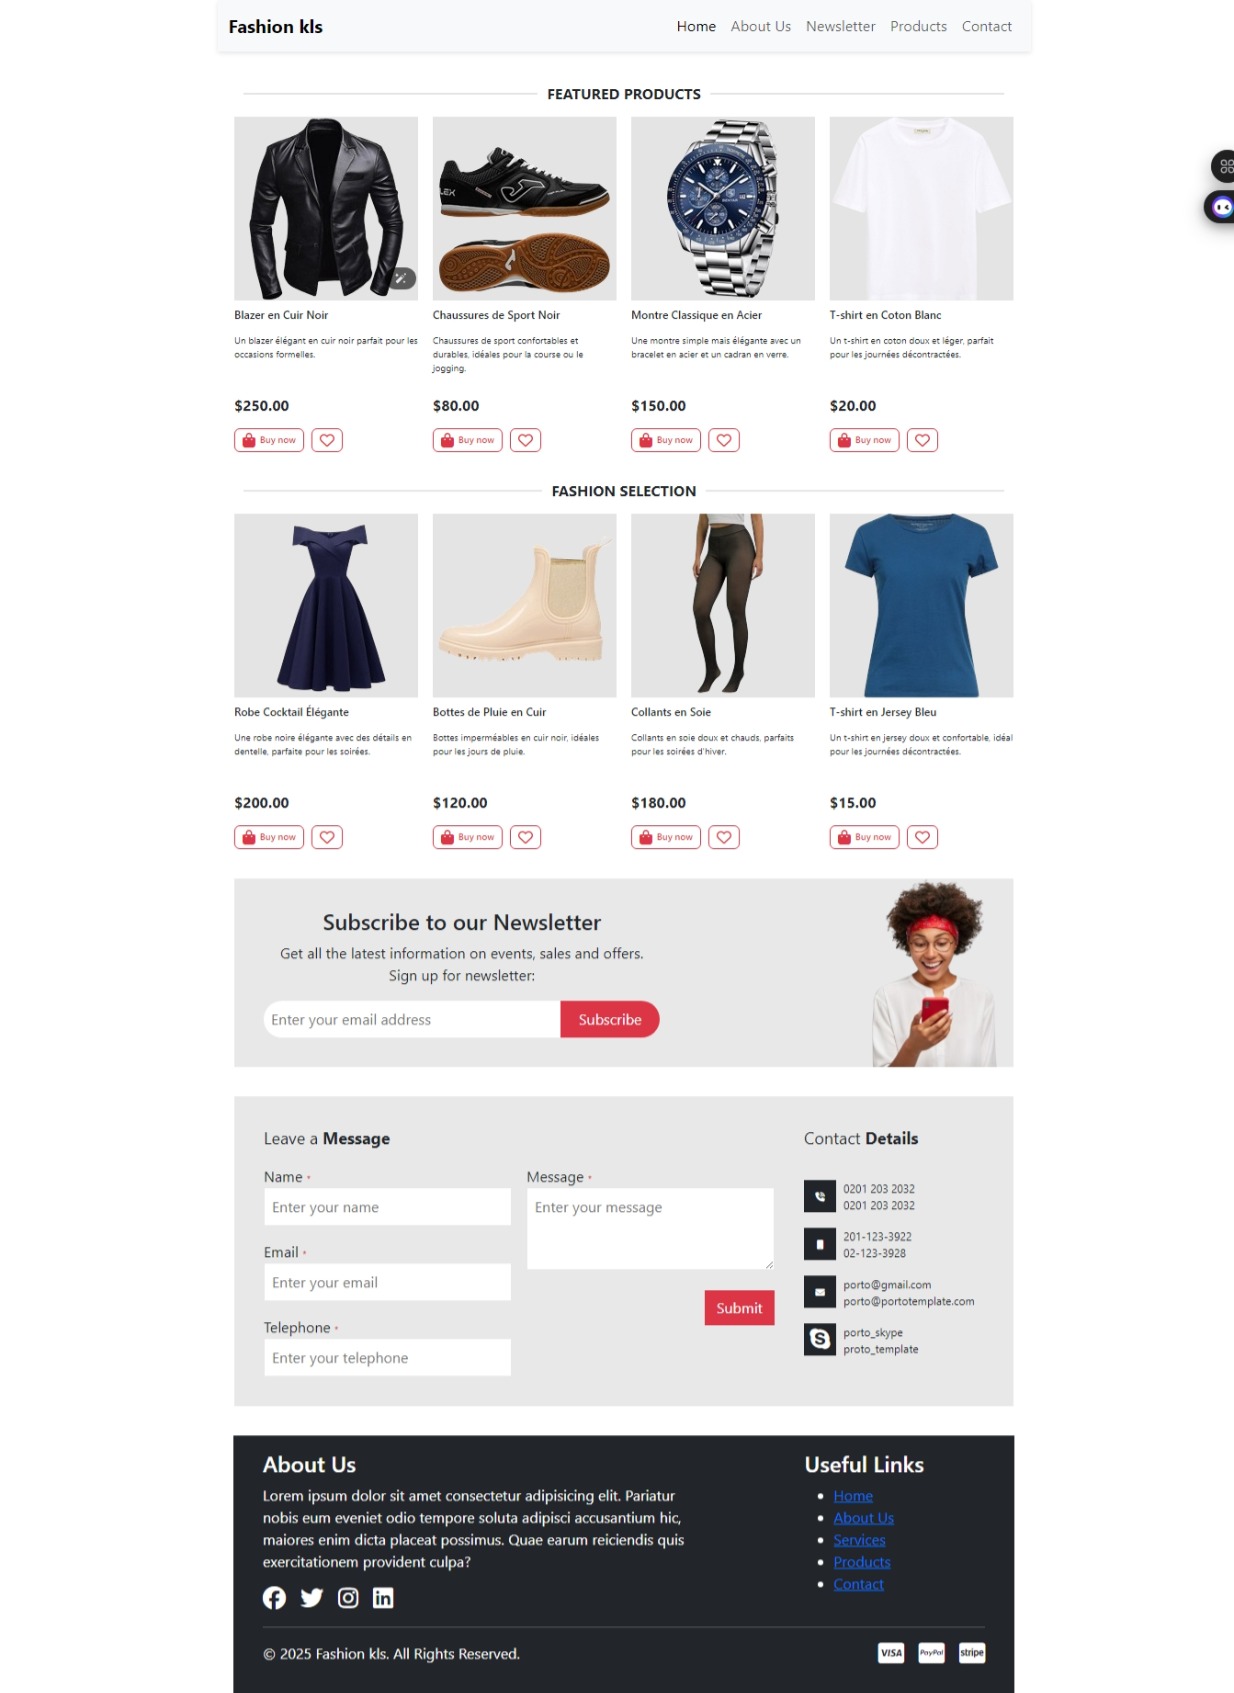 Fashion kls
Home About Us Newsletter Products Contact
FEATURED PRODUCTS
LEX
Blazer en Cuir Noir
Un blazer élégant en cuir noir parfait pour les
occasions formelles.
$250.00
Buy now
Chaussures de Sport Noir
Chaussures de sport confortables et
durables, idéales pour la course ou le
jogging.
$80.00
Buy now
Montre Classique en Acier
Une montre simple mais élégante avec un
bracelet en acier et un cadran en verre.
$150.00
Buy now
T-shirt en Coton Blanc
Un t-shirt en coton doux et léger, parfait
pour les journées décontractées.
$20.00
Buy now
FASHION SELECTION
Robe Cocktail Élégante
Une robe noire élégante avec des détails en
dentelle, parfaite pour les soirées.
$200.00
Buy now
Bottes de Pluie en Cuir
Bottes imperméables en cuir noir, idéales
pour les jours de pluie.
$120.00
Buy now
Collants en Soie
Collants en soie doux et chauds, parfaits
pour les soirées d'hiver.
$180.00
Buy now
T-shirt en Jersey Bleu
Un t-shirt en jersey doux et confortable, idéal
pour les journées décontractées.
$15.00
Buy now
Subscribe to our Newsletter
Get all the latest information on events, sales and offers.
Sign up for newsletter:
Enter your email address
Subscribe
Leave a Message
Name *
Enter your name
Email *
Enter your email
Telephone *
Enter your telephone
Message *
Enter your message
Submit
Contact Details
0201 203 2032
0201 203 2032
201-123-3922
02-123-3928
porto@gmail.com
porto@portotemplate.com
porto_skype
proto_template
About Us
Lorem ipsum dolor sit amet consectetur adipisicing elit. Pariatur
nobis eum eveniet odio tempore soluta adipisci accusantium hic,
maiores enim dicta placeat possimus. Quae earum reiciendis quis
exercitationem provident culpa?
Useful Links
Home
About Us
Services
Products
Contact
© 2025 Fashion kls. All Rights Reserved.
VISA PayPal stripe